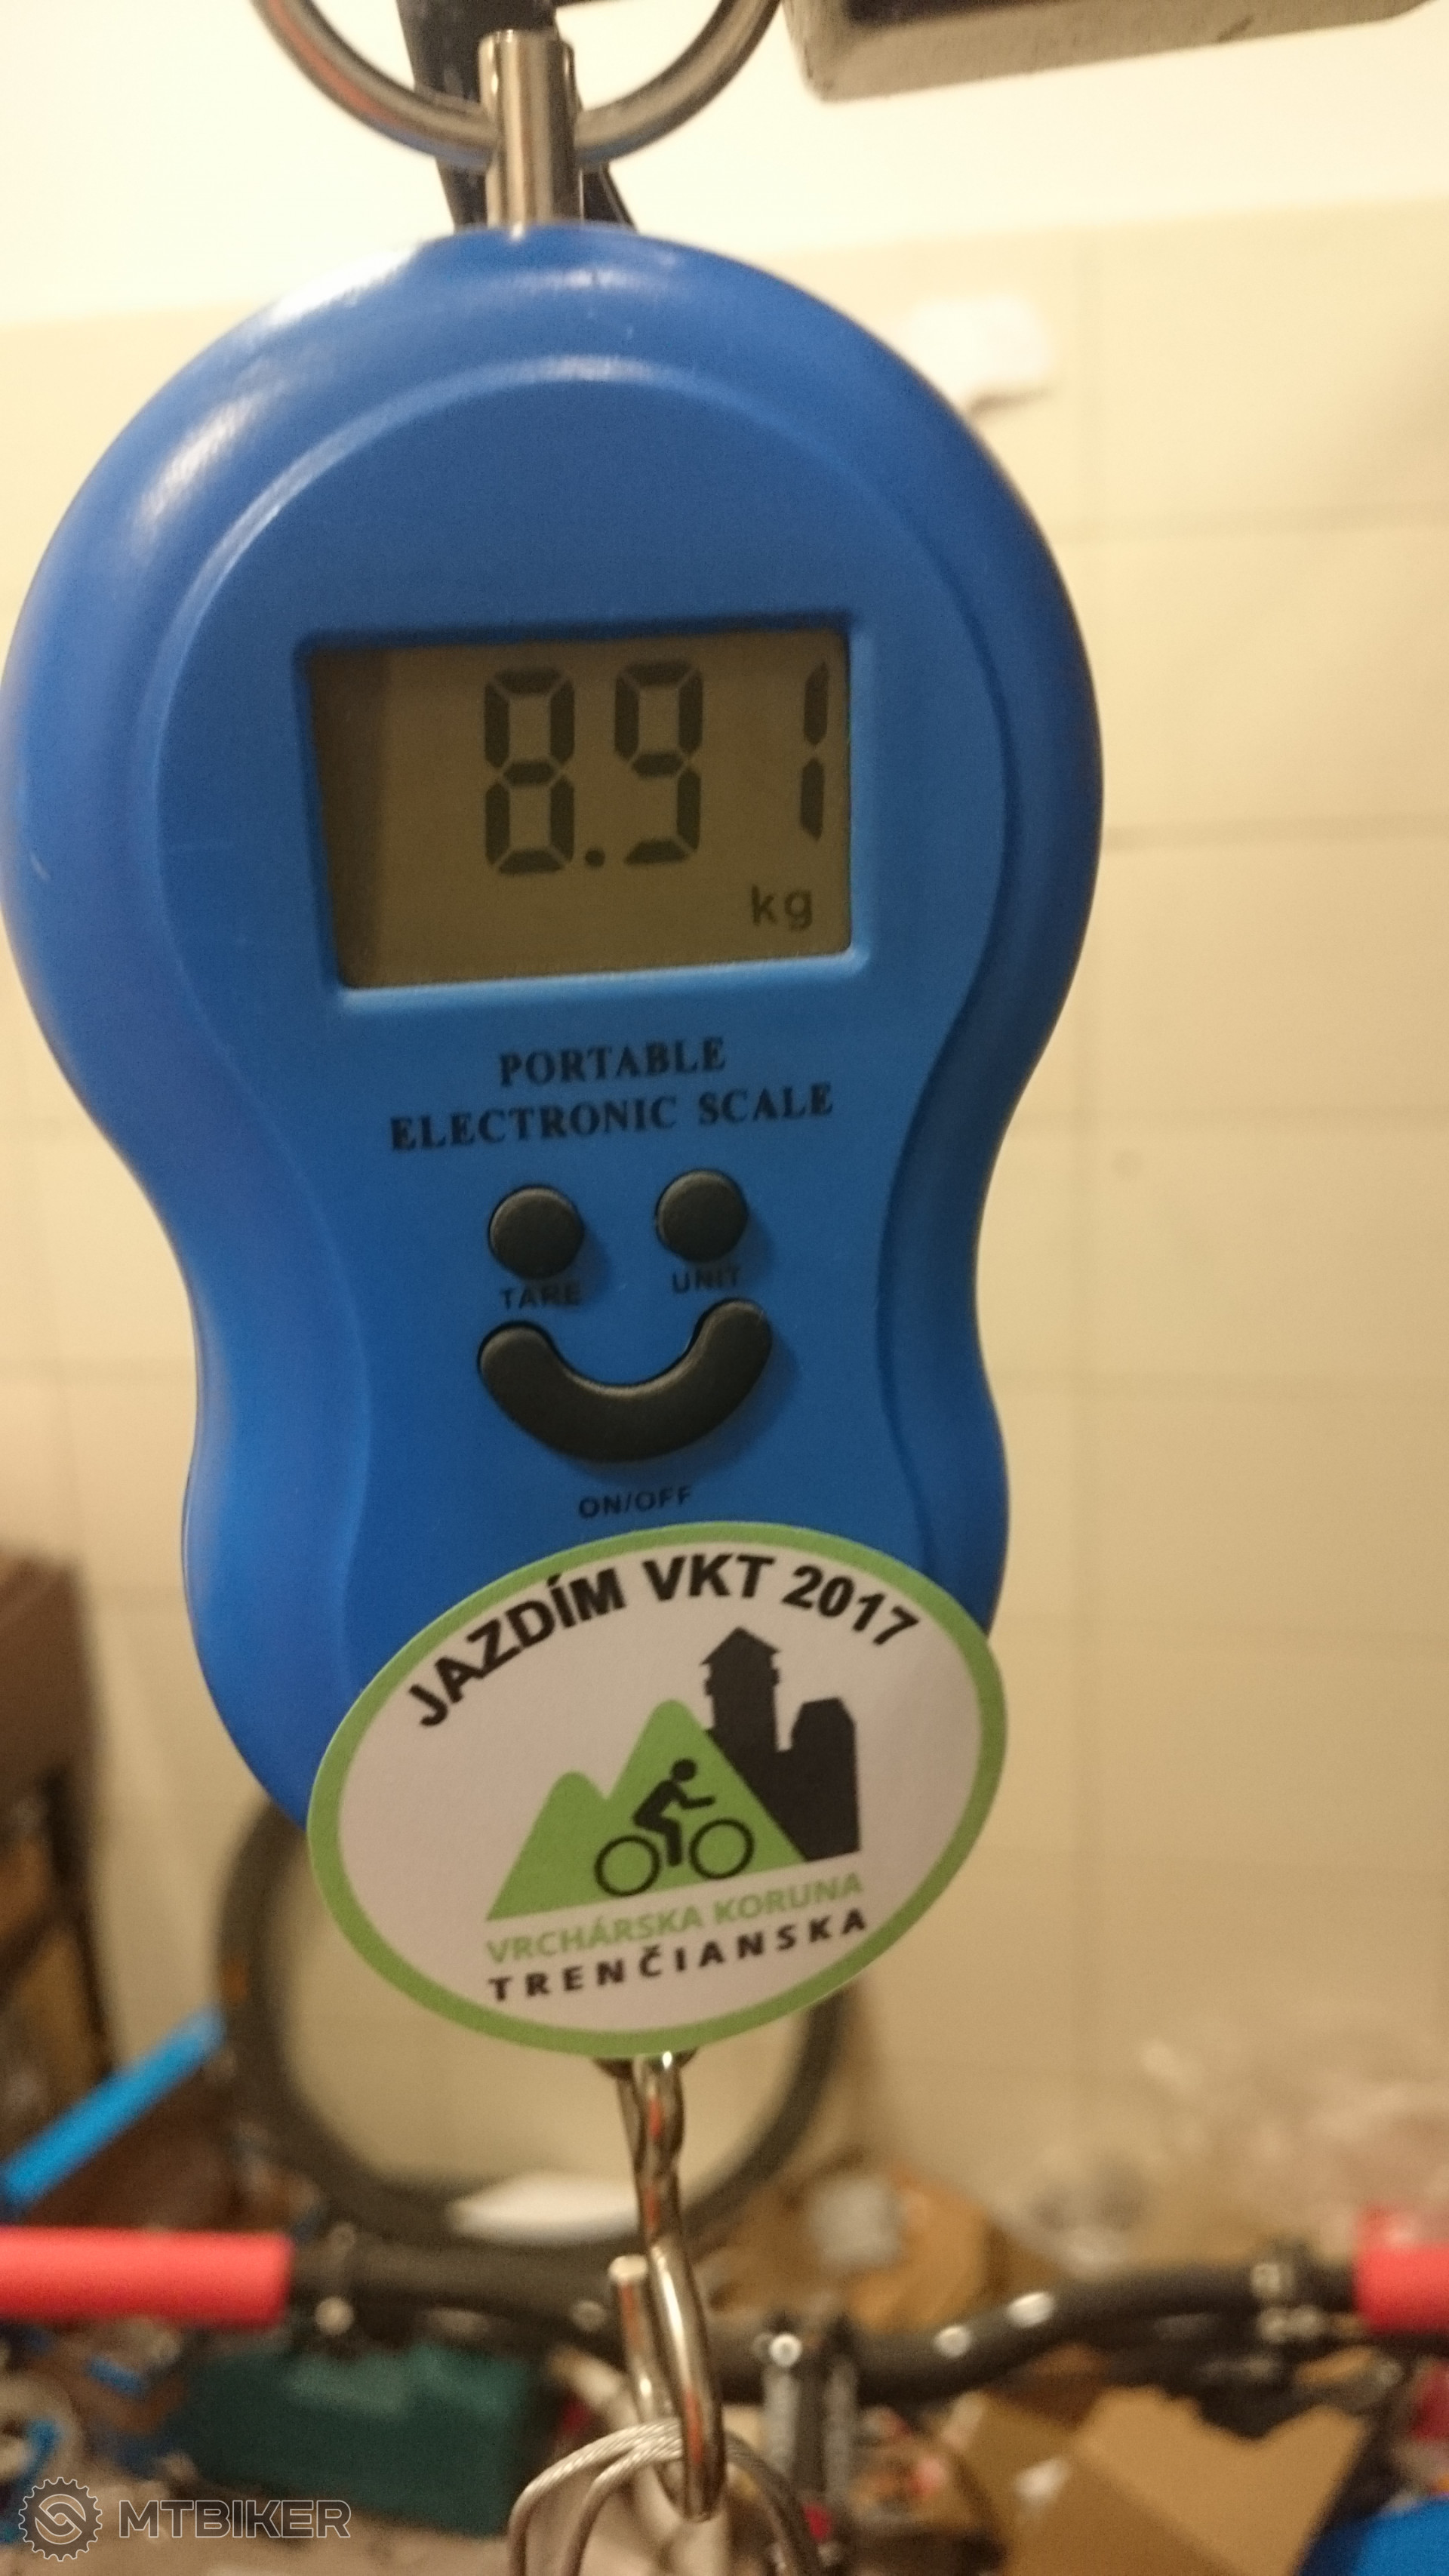 8.91
kg
PORTABLE
ELECTRONIC SCALE
TARE UNIT
ON/OFF
JAZDÍM VKT 2017
VRCHÁRSKA KORUNA
TRENČIANSKA
MTBIKER